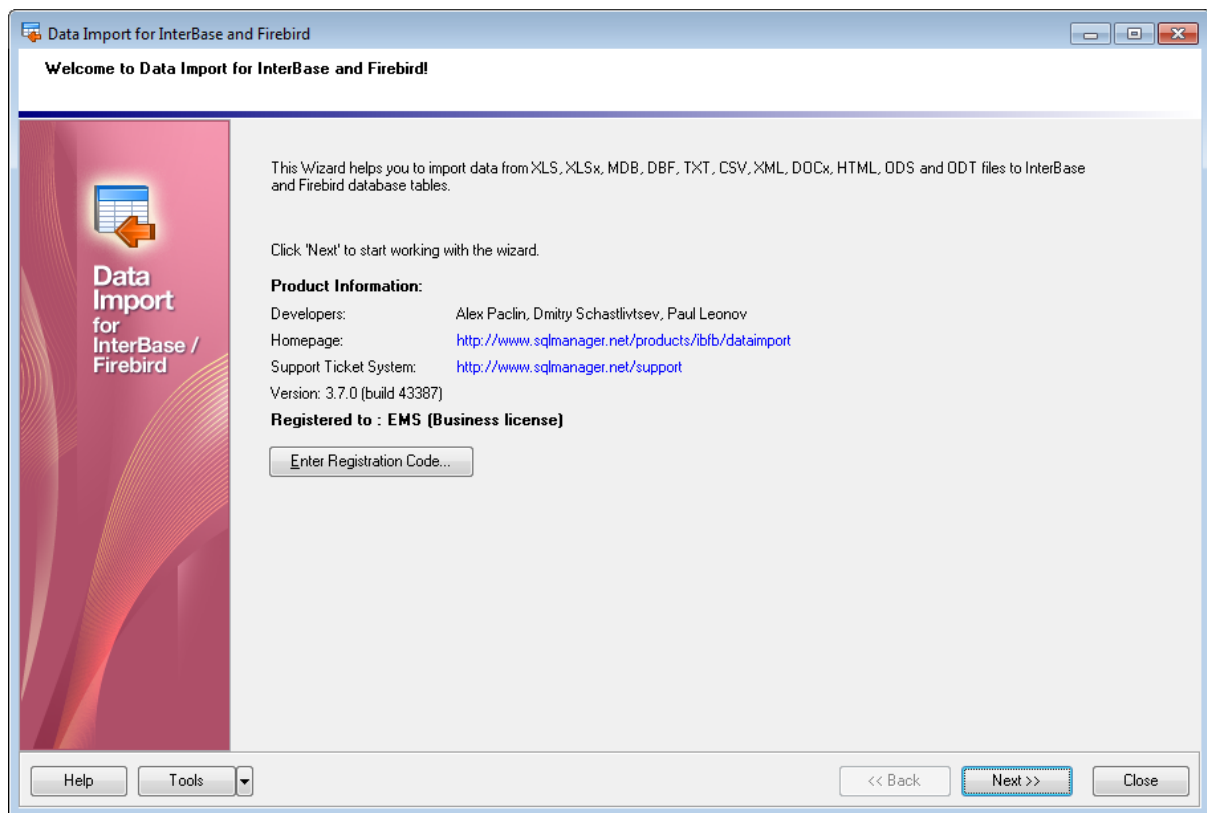 Data Import for InterBase and Firebird
Welcome to Data Import for InterBase and Firebird!
Data
Import
for
InterBase /
Firebird
This Wizard helps you to import data from XLS, XLSx, MDB, DBF, TXT, CSV, XML, DOCx, HTML, ODS and ODT files to InterBase
and Firebird database tables.
Click 'Next' to start working with the wizard.
Product Information:
Developers: Alex Paclin, Dmitry Schastlivtsev, Paul Leonov
Homepage: http://www.sqlmanager.net/products/ibfb/dataimport
Support Ticket System: http://www.sqlmanager.net/support
Version: 3.7.0 (build 43387)
Registered to : EMS (Business license)
Enter Registration Code...
Help Tools << Back Next >> Close